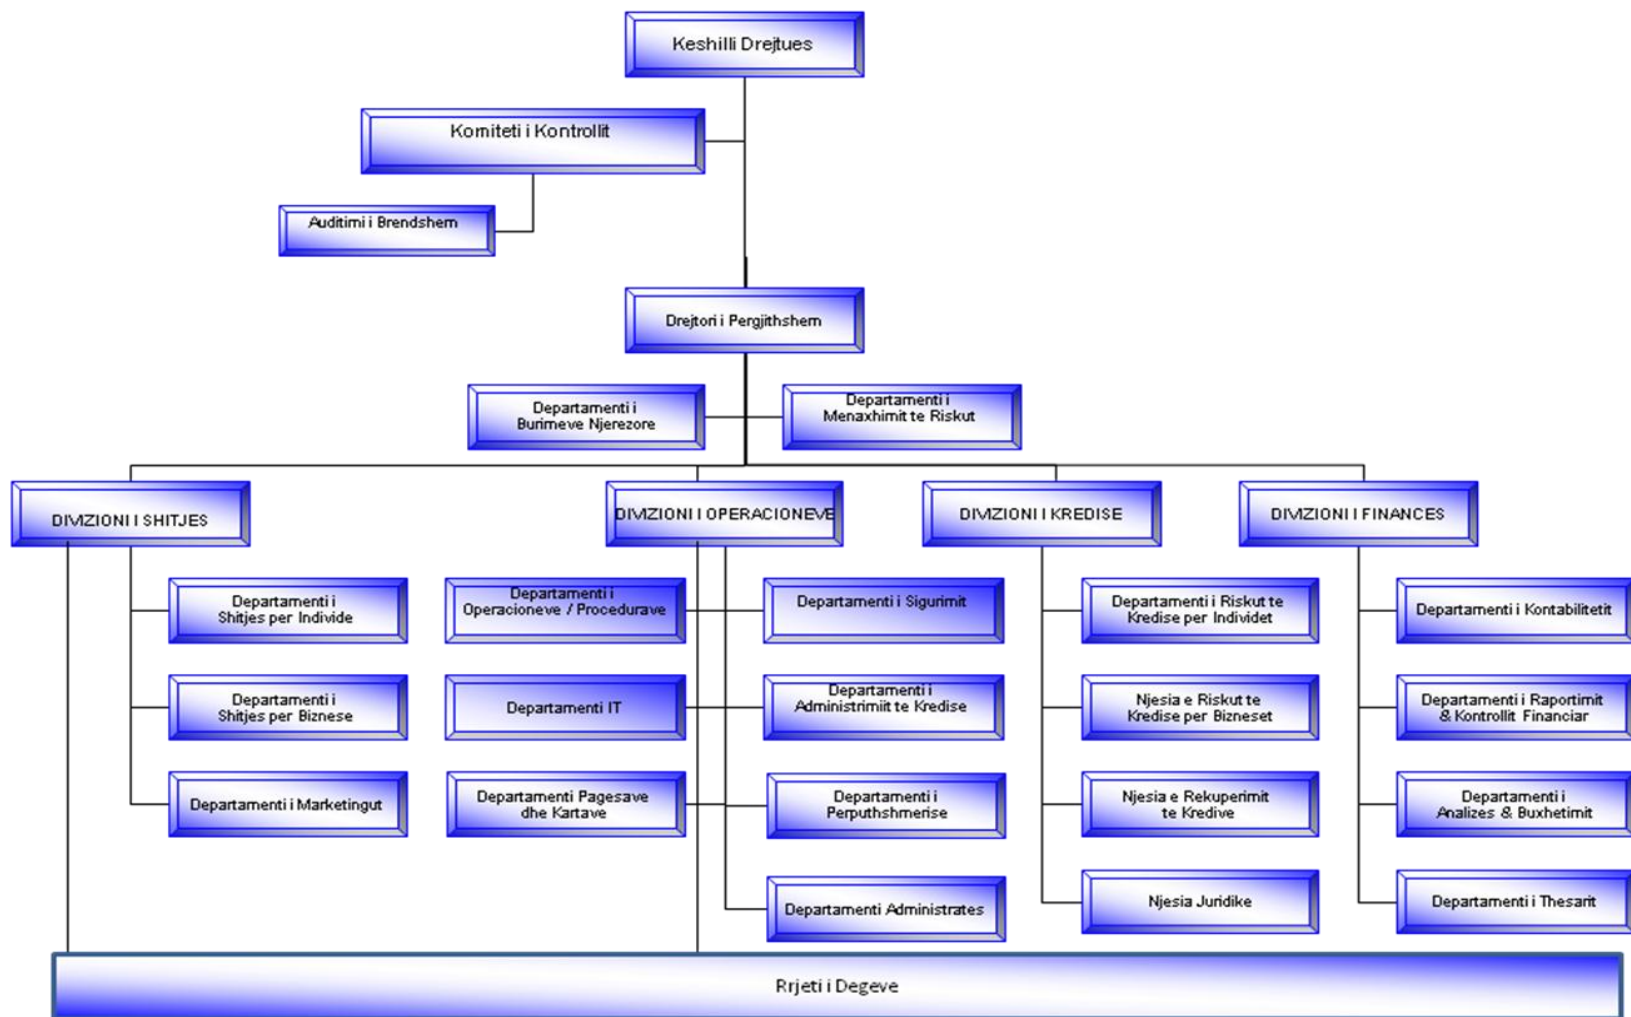 Keshilli Drejtues
Komiteti i Kontrollit
Auditimi i Brendshem
Drejtori i Pergjithshem
Departamenti i
Burimeve Njerezore
Departamenti i
Menaxhimit te Riskut
DIVIZIONI I SHITJES
DIVIZIONI I OPERACIONEVE
DIVIZIONI I KREDISE
DIVIZIONI I FINANCES
Departamenti i
Shitjes per Individe
Departamenti i
Operacioneve / Procedurave
Departamenti i Sigurimit
Departamenti i Riskut te
Kredise per Individet
Departamenti i Kontabilitetit
Departamenti i
Shitjes per Biznese
Departamenti IT
Departamenti i
Administrimiit te Kredise
Njesia e Riskut te
Kredise per Bizneset
Departamenti i Raportimit
& Kontrollit Financiar
Departamenti i Marketingut
Departamenti Pagesave
dhe Kartave
Departamenti i
Perputhshmerise
Njesia e Rekuperimit
te Kredive
Departamenti i
Analizes & Buxhetimit
Departamenti Administrates
Njesia Juridike
Departamenti i Thesarit
Rrjeti i Degeve